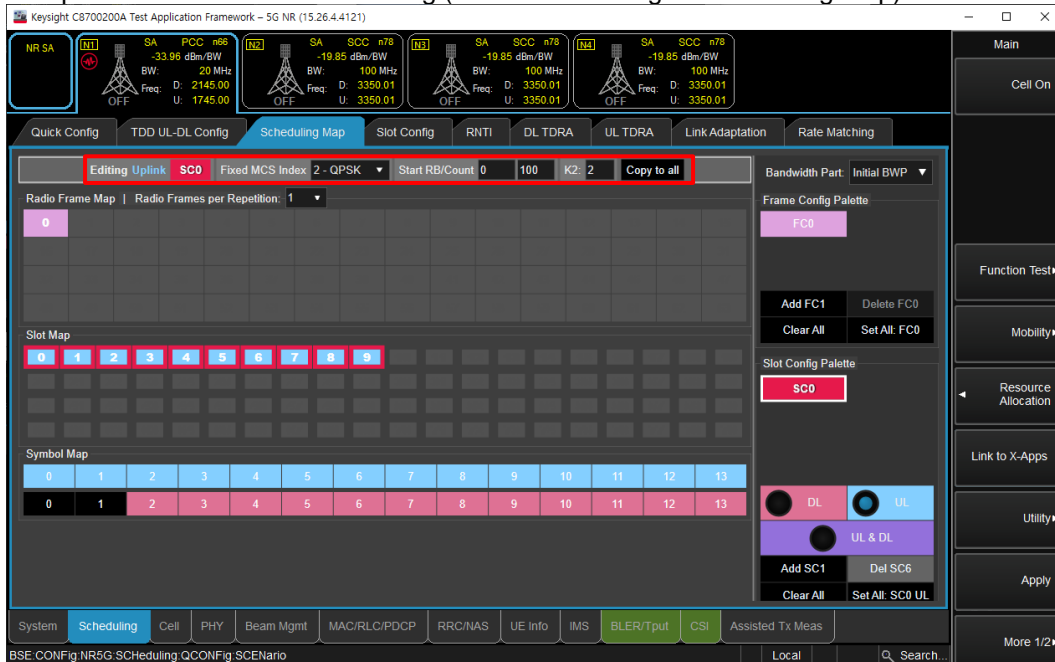 Keysight C8700200A Test Application Framework – 5G NR (15.26.4.4121)
NR SA
N1 SA PCC n66
-33.96 dBm/BW
BW: 20 MHz
Freq: D: 2145.00
U: 1745.00
OFF
N2 SA SCC n78
-19.85 dBm/BW
BW: 100 MHz
Freq: D: 3350.01
U: 3350.01
OFF
N3 SA SCC n78
-19.85 dBm/BW
BW: 100 MHz
Freq: D: 3350.01
U: 3350.01
OFF
N4 SA SCC n78
-19.85 dBm/BW
BW: 100 MHz
Freq: D: 3350.01
U: 3350.01
OFF
Quick Config TDD UL-DL Config Scheduling Map Slot Config RNTI DL TDRA UL TDRA Link Adaptation Rate Matching
Editing Uplink SC0 Fixed MCS Index 2 - QPSK Start RB/Count 0 100 K2: 2 Copy to all
Radio Frame Map | Radio Frames per Repetition: 1
0
Slot Map
0 1 2 3 4 5 6 7 8 9
Symbol Map
0 1 2 3 4 5 6 7 8 9 10 11 12 13
0 1 2 3 4 5 6 7 8 9 10 11 12 13
Bandwidth Part: Initial BWP
Frame Config Palette
FC0
Add FC1 Delete FC0
Clear All Set All: FC0
Slot Config Palette
SC0
DL UL
UL & DL
Add SC1 Del SC6
Clear All Set All: SC0 UL
System Scheduling Cell PHY Beam Mgmt MAC/RLC/PDCP RRC/NAS UE Info IMS BLER/Tput CSI Assisted Tx Meas
BSE:CONFig:NR5G:SCHeduling:QCONFig:SCENario
Local Search...
Main
Cell On
Function Test
Mobility
Resource
Allocation
Link to X-Apps
Utility
Apply
More 1/2